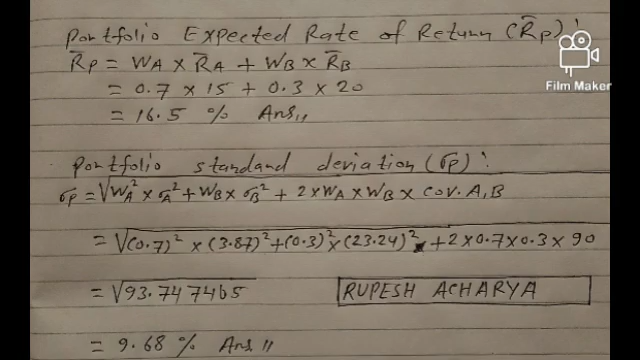 Portfolio Expected Rate of Return (R̄p):
R̄p = WA × R̄A + WB × R̄B
= 0.7 × 15 + 0.3 × 20
= 16.5 % Ans,,
Film Maker
Portfolio standand deviation (σp):
σp = √WA² × σA² + WB × σB² + 2 × WA × WB × COV. A, B
= √(0.7)² × (3.87)² + (0.3)² × (23.24)² + 2 × 0.7 × 0.3 × 90
= √93.747465
RUPESH ACHARYA
= 9.68 % Ans ,,